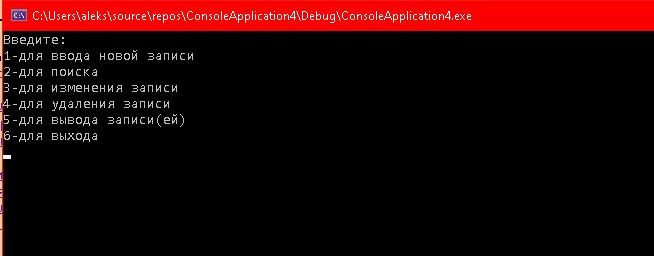 C:\Users\aleks\source\repos\ConsoleApplication4\Debug\ConsoleApplication4.exe
Введите:
1-для ввода новой записи
2-для поиска
3-для изменения записи
4-для удаления записи
5-для вывода записи(ей)
6-для выхода